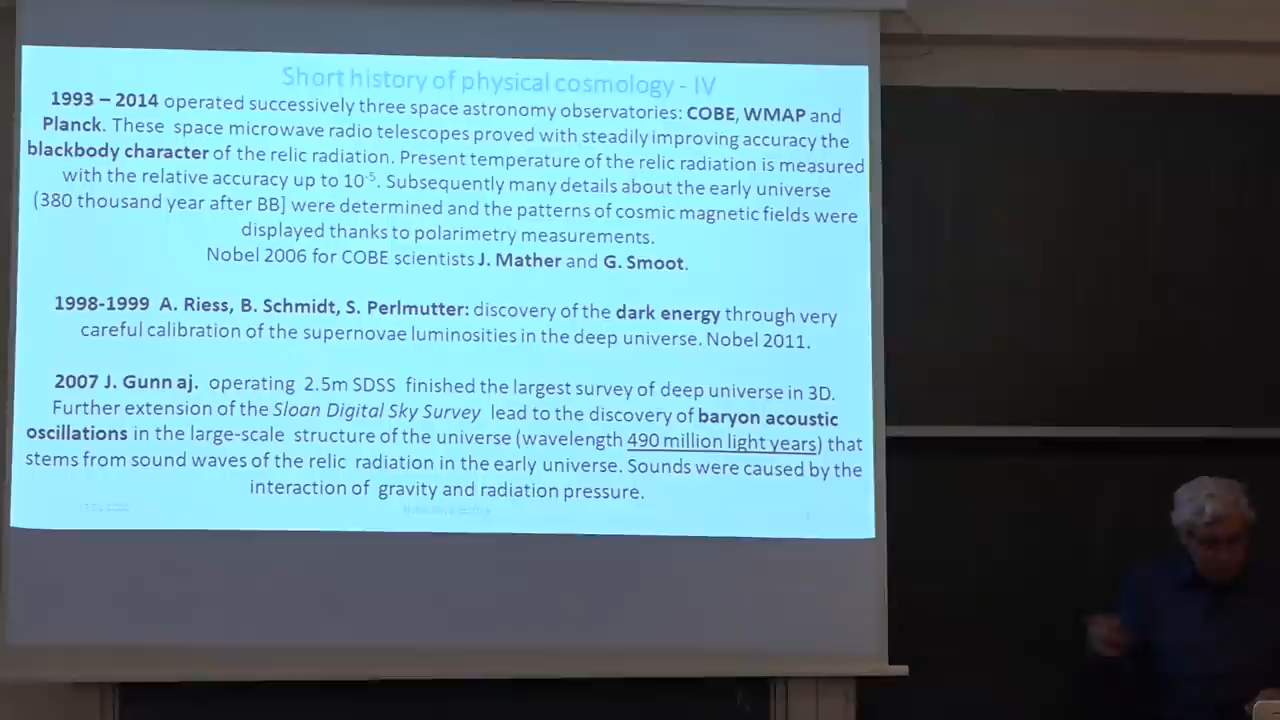 Short history of physical cosmology - IV
1993 – 2014 operated successively three space astronomy observatories: COBE, WMAP and
Planck. These space microwave radio telescopes proved with steadily improving accuracy the
blackbody character of the relic radiation. Present temperature of the relic radiation is measured
with the relative accuracy up to 10⁻⁵. Subsequently many details about the early universe
(380 thousand year after BB] were determined and the patterns of cosmic magnetic fields were
displayed thanks to polarimetry measurements.
Nobel 2006 for COBE scientists J. Mather and G. Smoot.
1998-1999 A. Riess, B. Schmidt, S. Perlmutter: discovery of the dark energy through very
careful calibration of the supernovae luminosities in the deep universe. Nobel 2011.
2007 J. Gunn aj. operating 2.5m SDSS finished the largest survey of deep universe in 3D.
Further extension of the Sloan Digital Sky Survey lead to the discovery of baryon acoustic
oscillations in the large-scale structure of the universe (wavelength 490 million light years) that
stems from sound waves of the relic radiation in the early universe. Sounds were caused by the
interaction of gravity and radiation pressure.